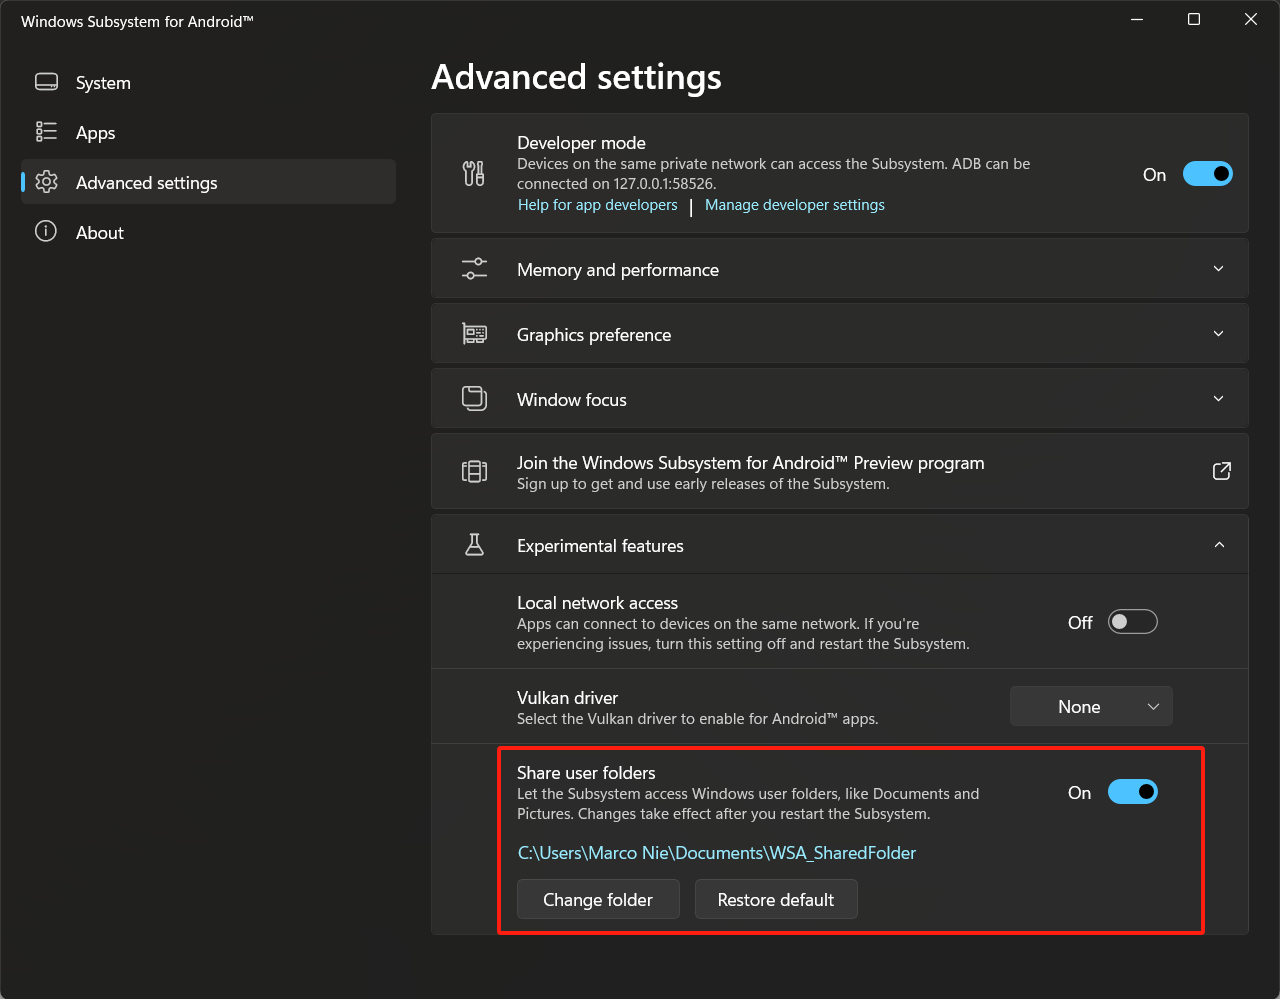 Windows Subsystem for Android™
System
Apps
Advanced settings
About
Advanced settings
Developer mode
Devices on the same private network can access the Subsystem. ADB can be
connected on 127.0.0.1:58526.
Help for app developers | Manage developer settings
On
Memory and performance
Graphics preference
Window focus
Join the Windows Subsystem for Android™ Preview program
Sign up to get and use early releases of the Subsystem.
Experimental features
Local network access
Apps can connect to devices on the same network. If you're
experiencing issues, turn this setting off and restart the Subsystem.
Off
Vulkan driver
Select the Vulkan driver to enable for Android™ apps.
None
Share user folders
Let the Subsystem access Windows user folders, like Documents and
Pictures. Changes take effect after you restart the Subsystem.
On
C:\Users\Marco Nie\Documents\WSA_SharedFolder
Change folder
Restore default